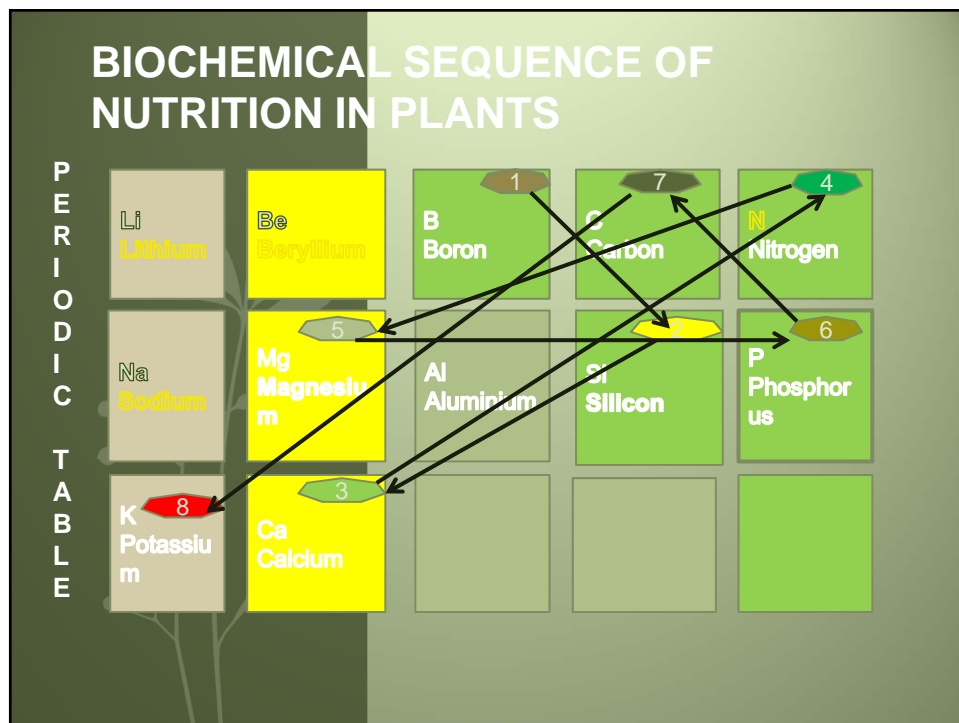 BIOCHEMICAL SEQUENCE OF
NUTRITION IN PLANTS
P
E
R
I
O
D
I
C
T
A
B
L
E
Li
Lithium
Be
Beryllium
1
B
Boron
7
C
Carbon
4
N
Nitrogen
Na
Sodium
5
Mg
Magnesiu
m
Al
Aluminium
2
Si
Silicon
6
P
Phosphor
us
8
K
Potassiu
m
3
Ca
Calcium